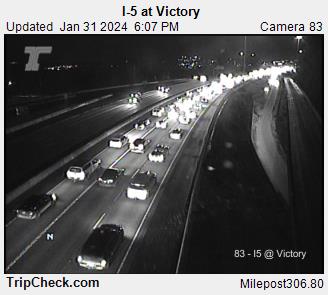 I-5 at Victory
Updated Jan 31 2024 6:07 PM Camera 83
T
N
83 - I5 @ Victory
TripCheck.com Milepost306.80